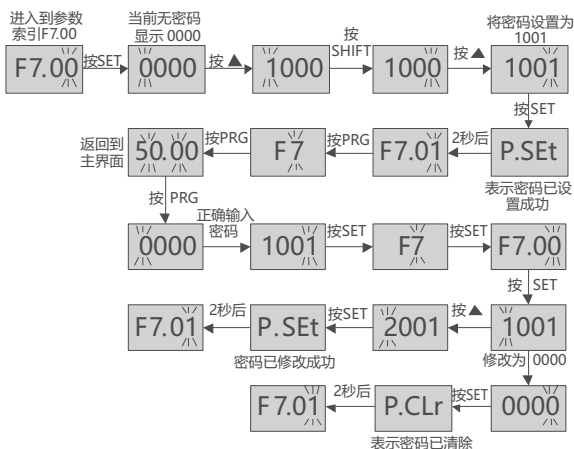 进入到参数
索引F7.00
当前无密码
显示 0000
将密码设置为
1001
F7.00
按SET
0000
按▲
1000
按
SHIFT
1000
按▲
1001
按SET
返回到
主界面
50.00
按PRG
F7
按PRG
F7.01
2秒后
P.SEt
表示密码已设
置成功
按 PRG
0000
正确输入
密码
1001
按SET
F7
按SET
F7.00
按 SET
F7.01
2秒后
P.SEt
按SET
2001
按▲
1001
密码已修改成功
修改为 0000
F7.01
2秒后
P.CLr
按SET
0000
表示密码已清除